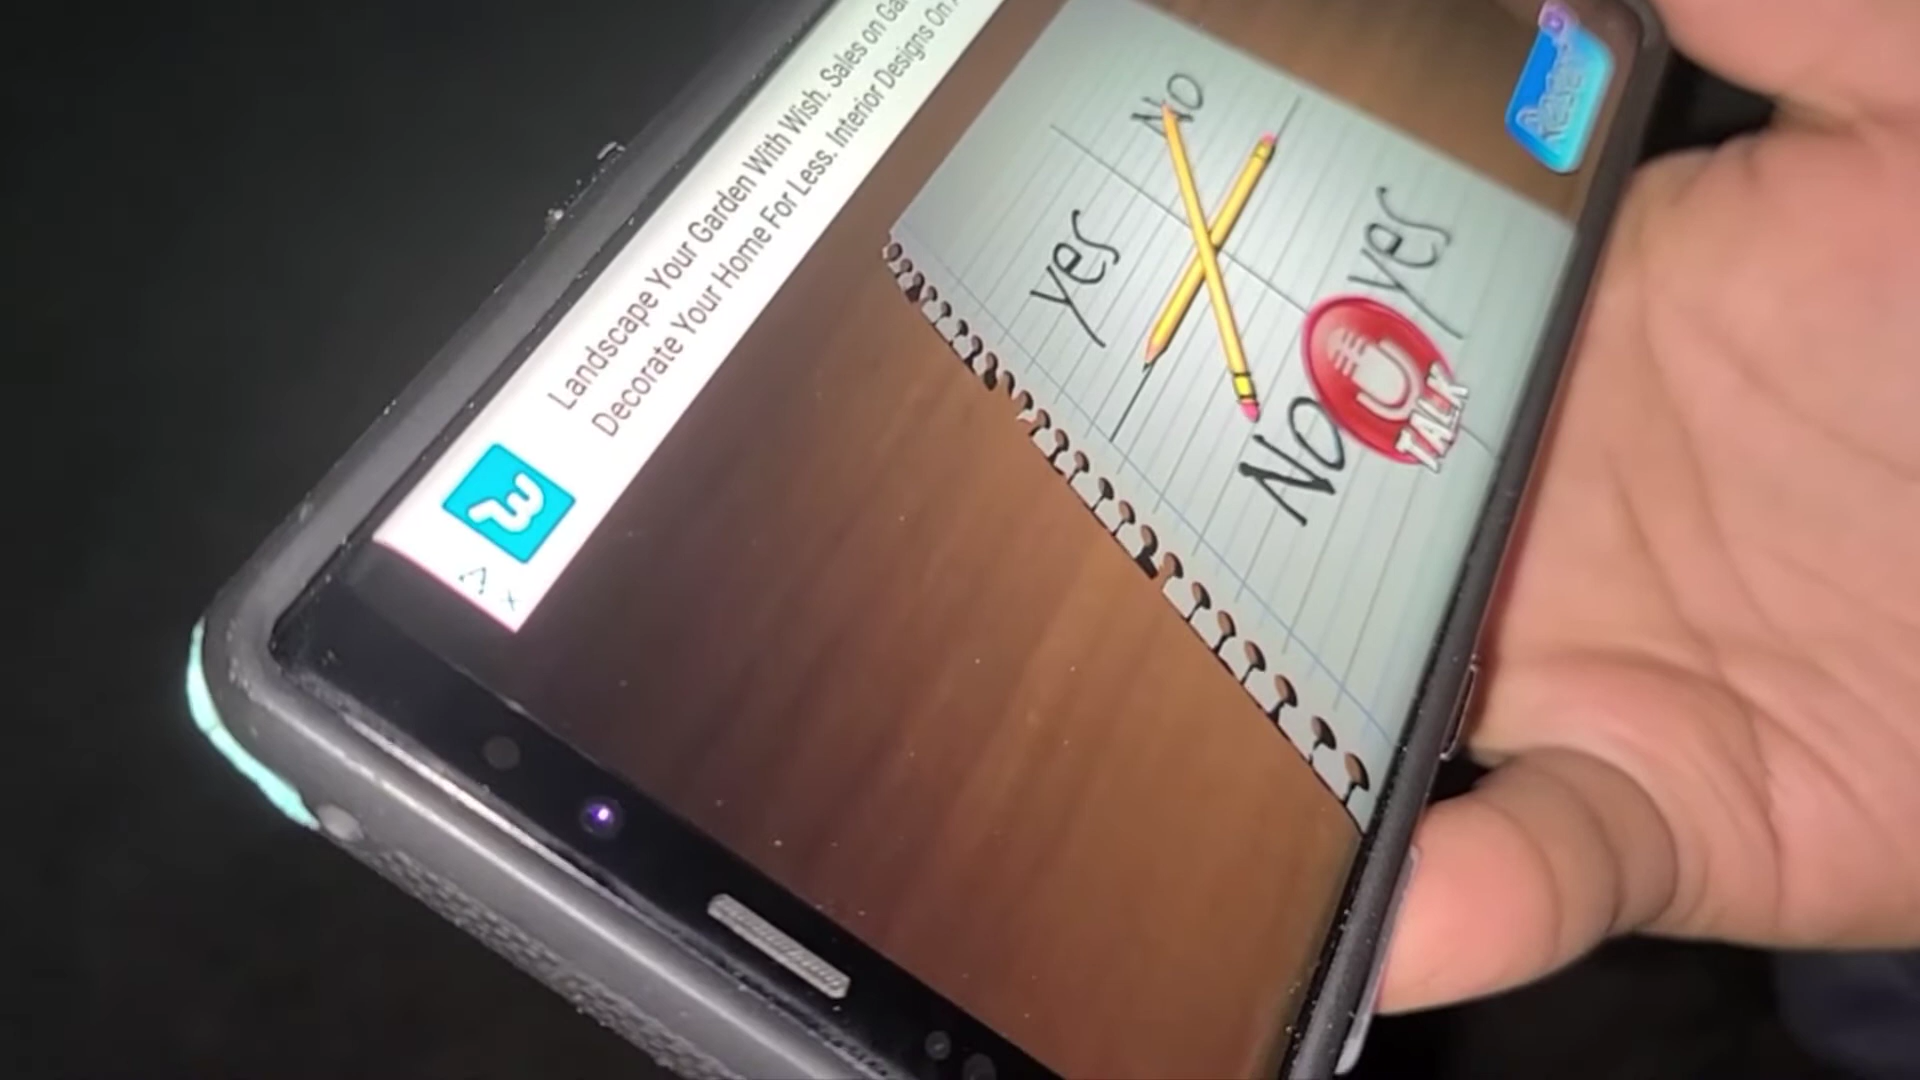 Landscape Your Garden With Wish. Sales on
Decorate Your Home For Less. Interior Designs On
w
x
No
yes
yes
No
TALK
Reset